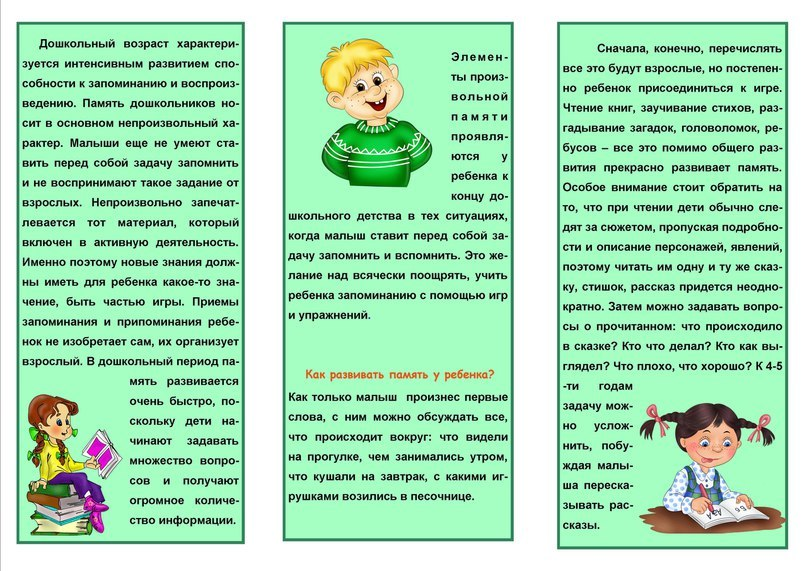 Дошкольный возраст характери-
зуется интенсивным развитием спо-
собности к запоминанию и воспроиз-
ведению. Память дошкольников но-
сит в основном непроизвольный ха-
рактер. Малыши еще не умеют ста-
вить перед собой задачу запомнить
и не воспринимают такое задание от
взрослых. Непроизвольно запечат-
левается тот материал, который
включен в активную деятельность.
Именно поэтому новые знания долж-
ны иметь для ребенка какое-то зна-
чение, быть частью игры. Приемы
запоминания и припоминания ребе-
нок не изобретает сам, их организует
взрослый. В дошкольный период па-
мять развивается
очень быстро, по-
скольку дети на-
чинают задавать
множество вопро-
сов и получают
огромное количе-
ство информации.
Элемен-
ты произ-
вольной
памяти
проявля-
ются у
ребенка к
концу до-
школьного детства в тех ситуациях,
когда малыш ставит перед собой за-
дачу запомнить и вспомнить. Это же-
лание над всячески поощрять, учить
ребенка запоминанию с помощью игр
и упражнений.
Как развивать память у ребенка?
Как только малыш произнес первые
слова, с ним можно обсуждать все,
что происходит вокруг: что видели
на прогулке, чем занимались утром,
что кушали на завтрак, с какими иг-
рушками возились в песочнице.
Сначала, конечно, перечислять
все это будут взрослые, но постепен-
но ребенок присоединиться к игре.
Чтение книг, заучивание стихов, раз-
гадывание загадок, головоломок, ре-
бусов – все это помимо общего раз-
вития прекрасно развивает память.
Особое внимание стоит обратить на
то, что при чтении дети обычно сле-
дят за сюжетом, пропуская подробно-
сти и описание персонажей, явлений,
поэтому читать им одну и ту же сказ-
ку, стишок, рассказ придется неодно-
кратно. Затем можно задавать вопро-
сы о прочитанном: что происходило
в сказке? Кто что делал? Кто как вы-
глядел? Что плохо, что хорошо? К 4-5
-ти годам
задачу мож-
но услож-
нить, побу-
ждая малы-
ша переска-
зывать рас-
сказы.